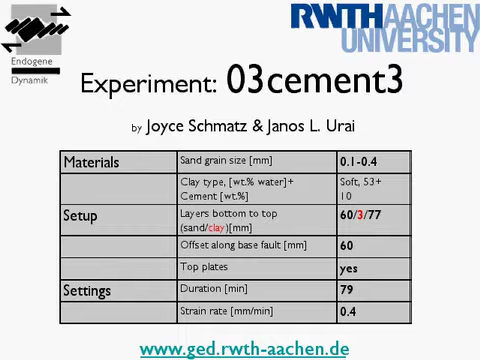 Endogene
Dynamik
RWTHAACHEN
UNIVERSITY
Experiment: 03cement3
by Joyce Schmatz & Janos L. Urai
Materials Sand grain size [mm] 0.1-0.4
Clay type, [wt.% water]+ Soft, 53+
Cement [wt.%] 10
Setup Layers bottom to top 60/3/77
(sand/clay)[mm]
Offset along base fault [mm] 60
Top plates yes
Settings Duration [min] 79
Strain rate [mm/min] 0.4
www.ged.rwth-aachen.de